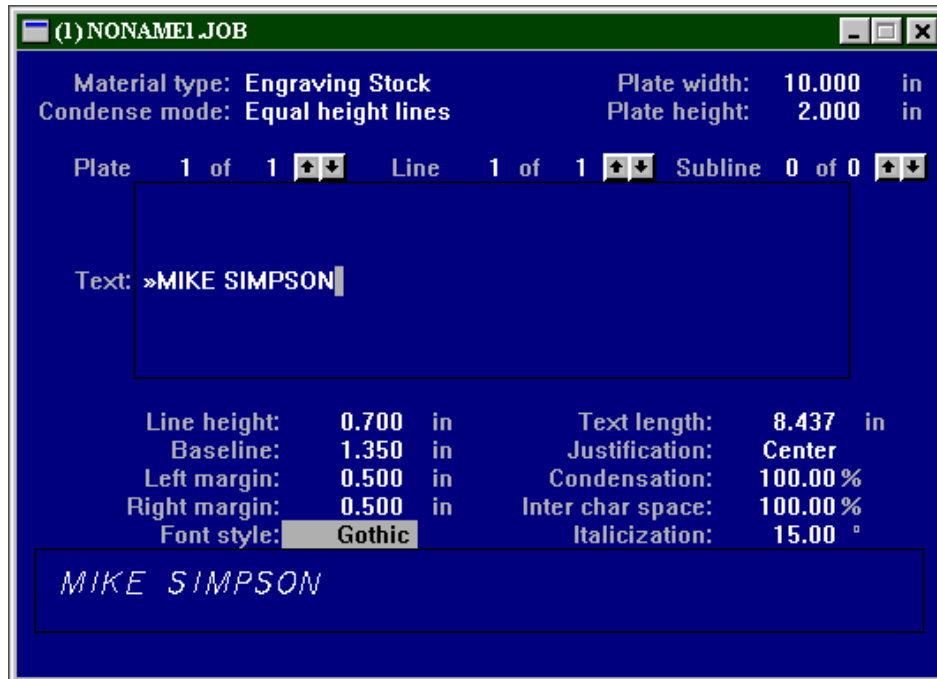 (1) NONAME1.JOB
Material type: Engraving Stock Plate width: 10.000 in
Condense mode: Equal height lines Plate height: 2.000 in
Plate 1 of 1 Line 1 of 1 Subline 0 of 0
Text: »MIKE SIMPSON
Line height: 0.700 in Text length: 8.437 in
Baseline: 1.350 in Justification: Center
Left margin: 0.500 in Condensation: 100.00 %
Right margin: 0.500 in Inter char space: 100.00 %
Font style: Gothic Italicization: 15.00 °
MIKE SIMPSON